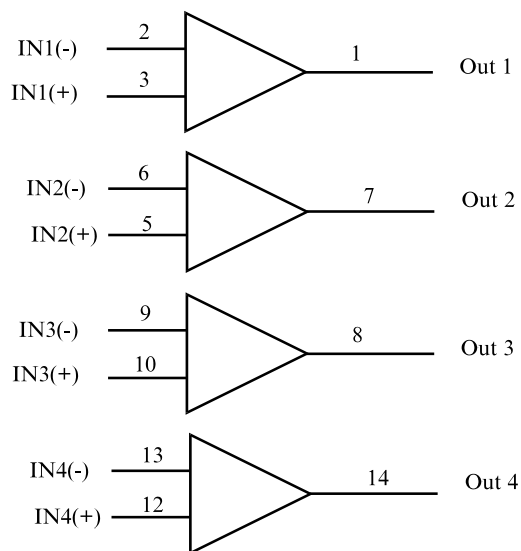 IN1(-) 2
IN1(+) 3
1 Out 1
IN2(-) 6
IN2(+) 5
7 Out 2
IN3(-) 9
IN3(+) 10
8 Out 3
IN4(-) 13
IN4(+) 12
14 Out 4